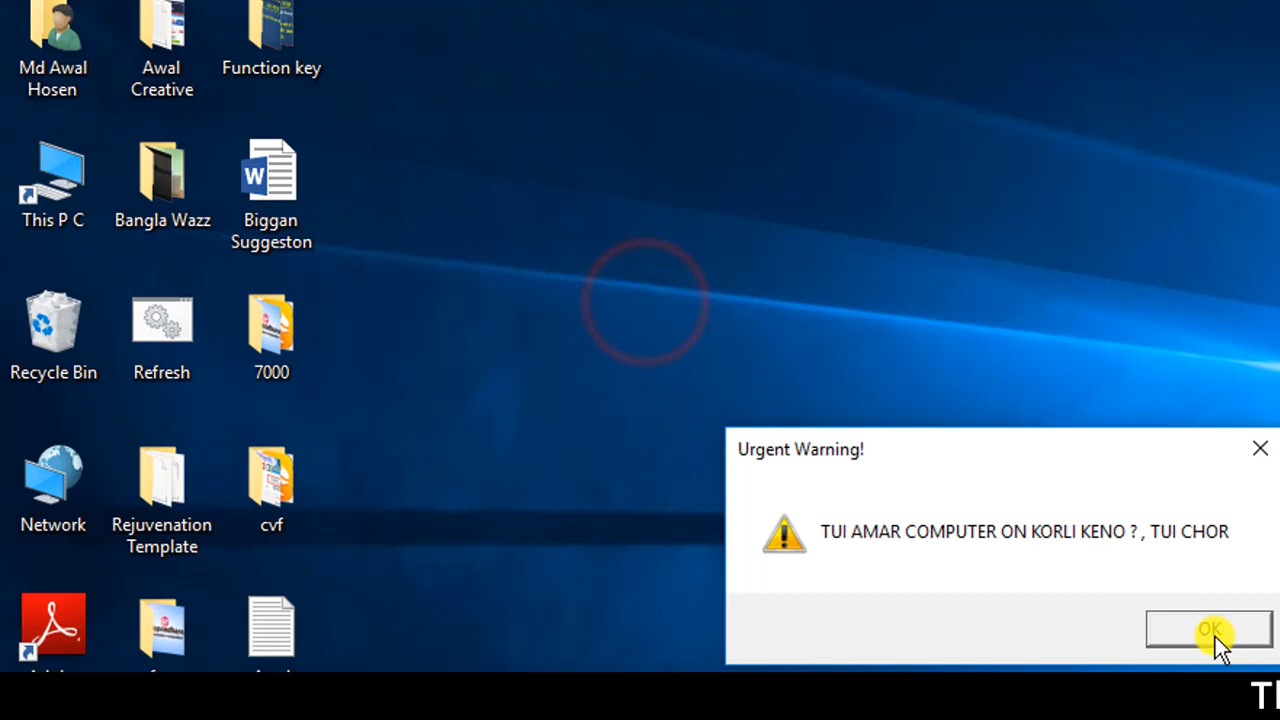 Md Awal
Hosen
Awal
Creative
Function key
This P C
Bangla Wazz
Biggan
Suggeston
Recycle Bin
Refresh
7000
Network
Rejuvenation
Template
cvf
Urgent Warning!
TUI AMAR COMPUTER ON KORLI KENO ? , TUI CHOR
OK